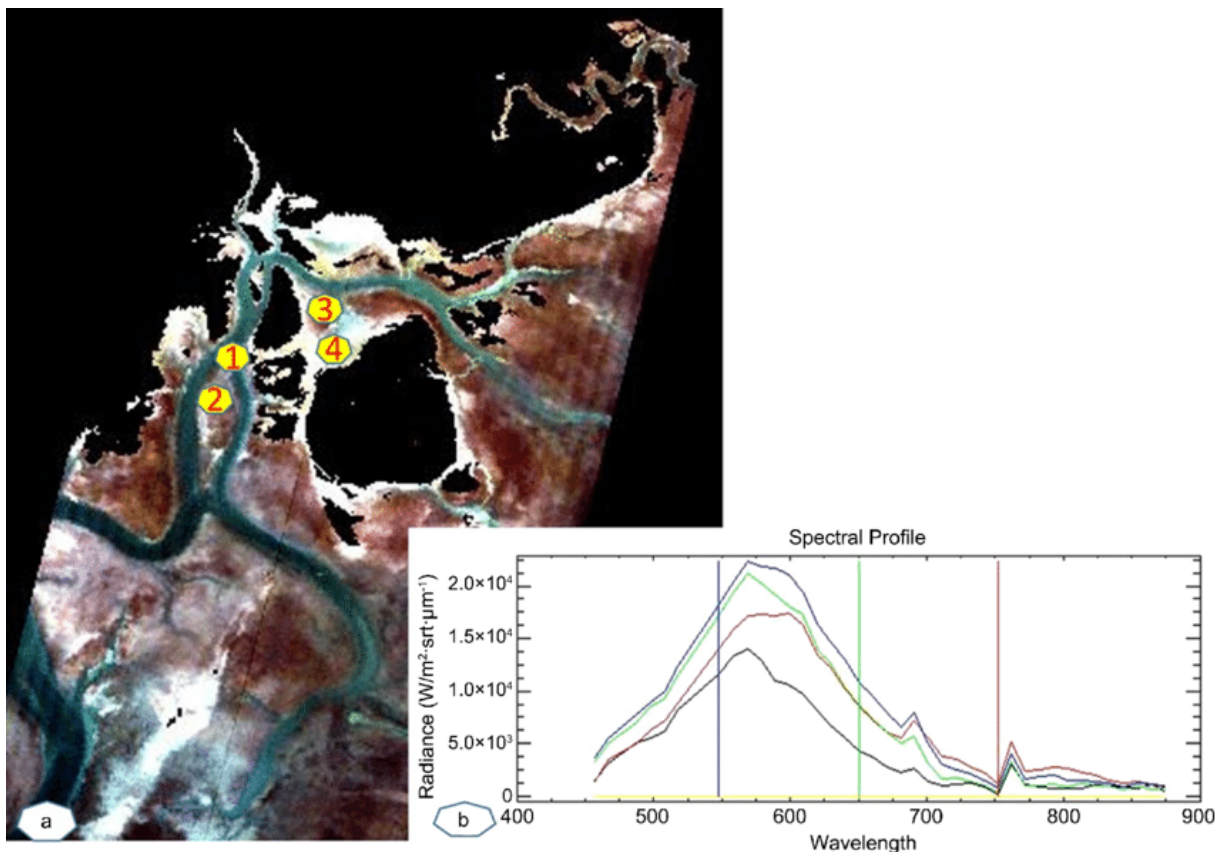 3
1
4
2
a
Spectral Profile
Radiance (W/m²·srt·µm⁻¹)
2.0×10⁴
1.5×10⁴
1.0×10⁴
5.0×10³
0
b
400 500 600 700 800 900
Wavelength